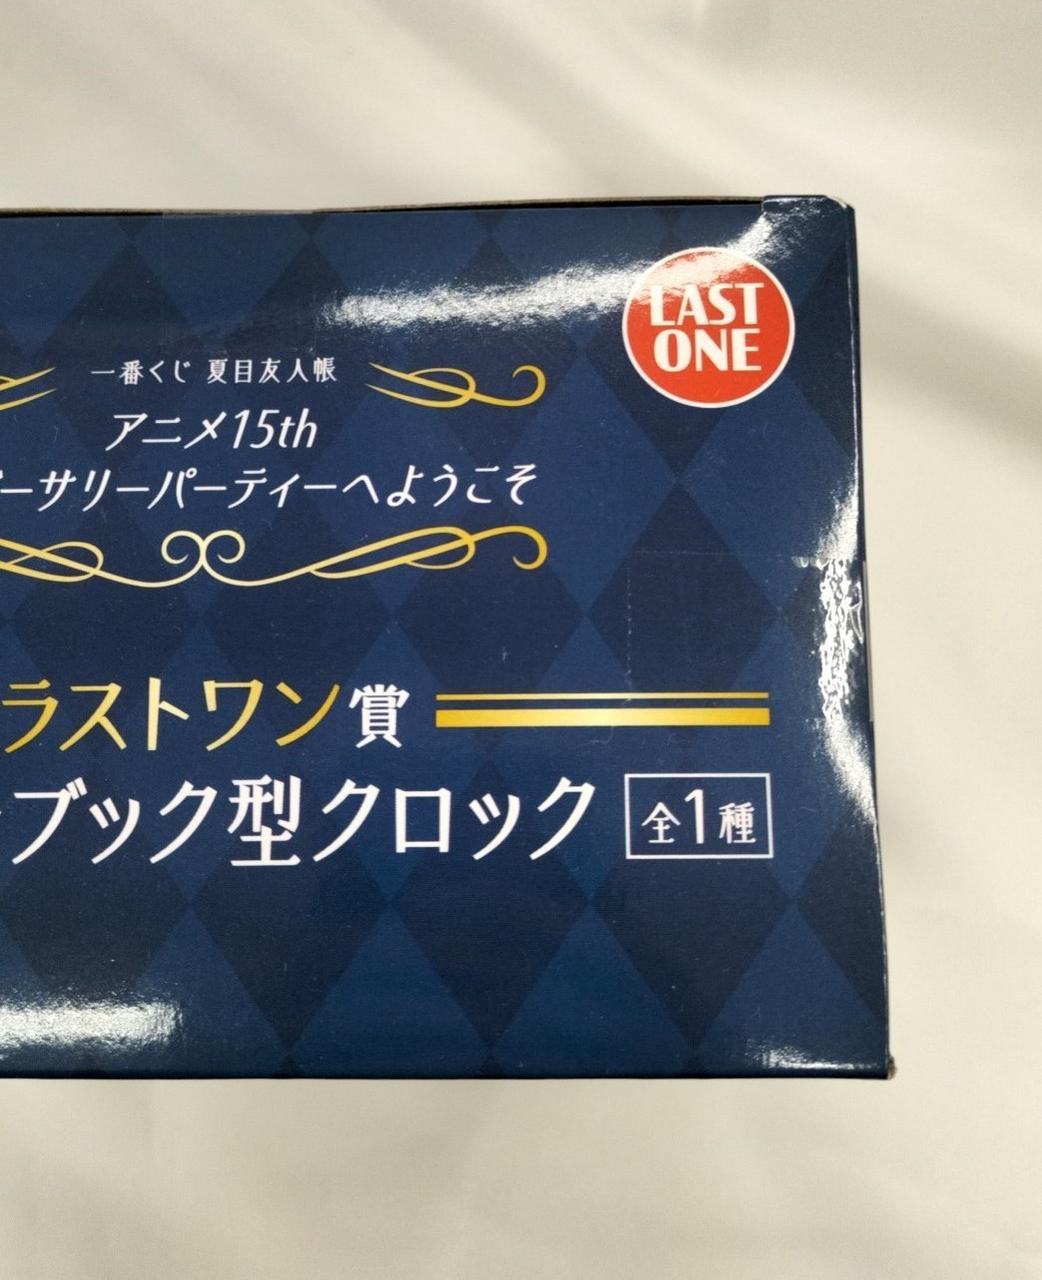 LAST
ONE
一番くじ 夏目友人帳
アニメ15th
ーサリーパーティーへようこそ
ラストワン賞
ブック型クロック 全1種